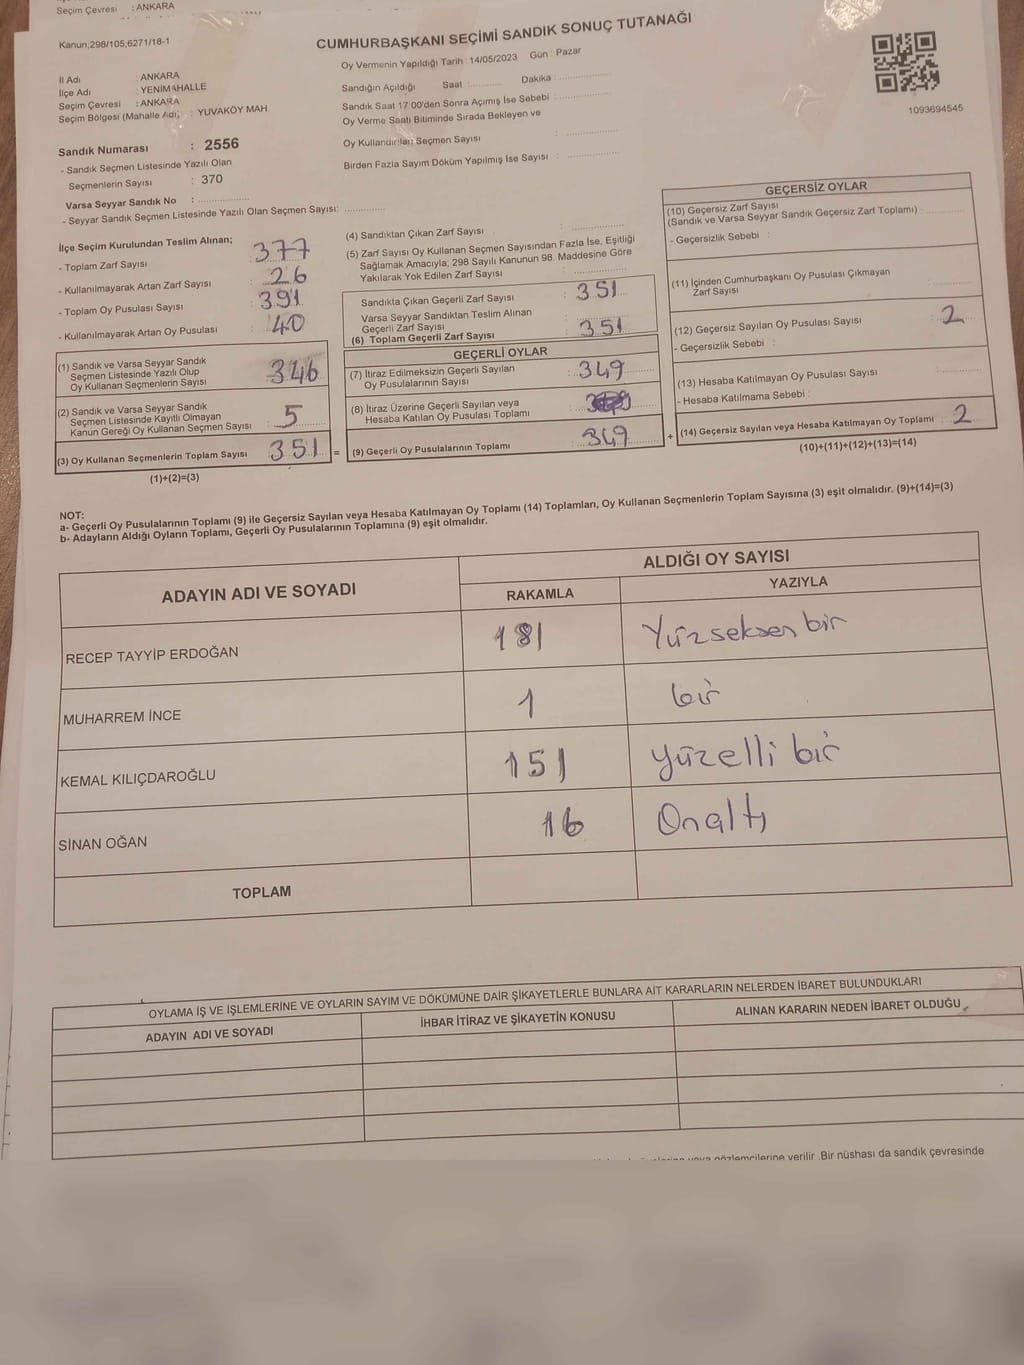 Seçim Çevresi : ANKARA
Kanun;298/105;6271/18-1
CUMHURBAŞKANI SEÇİMİ SANDIK SONUÇ TUTANAĞI
Oy Vermenin Yapıldığı Tarih : 14/05/2023 Gün : Pazar
İl Adı : ANKARA
İlçe Adı : YENİMAHALLE
Seçim Çevresi : ANKARA
Seçim Bölgesi (Mahalle Adı) : YUVAKÖY MAH.
Sandığın Açıldığı Saat : Dakika :
Sandık Saat 17:00'den Sonra Açımış İse Sebebi :
Oy Verme Saati Bitiminde Sırada Bekleyen ve
Oy Kullandırılan Seçmen Sayısı :
Birden Fazla Sayım Döküm Yapılmış İse Sayısı :
1093694545
Sandık Numarası : 2556
- Sandık Seçmen Listesinde Yazılı Olan
Seçmenlerin Sayısı : 370
Varsa Seyyar Sandık No :
- Seyyar Sandık Seçmen Listesinde Yazılı Olan Seçmen Sayısı:
İlçe Seçim Kurulundan Teslim Alınan;
- Toplam Zarf Sayısı : 377
- Kullanılmayarak Artan Zarf Sayısı : 26
- Toplam Oy Pusulası Sayısı : 391
- Kullanılmayarak Artan Oy Pusulası : 40
(1) Sandık ve Varsa Seyyar Sandık
Seçmen Listesinde Yazılı Olup
Oy Kullanan Seçmenlerin Sayısı : 346
(2) Sandık ve Varsa Seyyar Sandık
Seçmen Listesinde Kayıtlı Olmayan
Kanun Gereği Oy Kullanan Seçmen Sayısı : 5
(3) Oy Kullanan Seçmenlerin Toplam Sayısı : 351
(1)+(2)=(3)
(4) Sandıktan Çıkan Zarf Sayısı :
(5) Zarf Sayısı Oy Kullanan Seçmen Sayısından Fazla İse, Eşitliği
Sağlamak Amacıyla; 298 Sayılı Kanunun 98. Maddesine Göre
Yakılarak Yok Edilen Zarf Sayısı :
Sandıkta Çıkan Geçerli Zarf Sayısı : 351
Varsa Seyyar Sandıktan Teslim Alınan
Geçerli Zarf Sayısı :
(6) Toplam Geçerli Zarf Sayısı : 351
GEÇERLİ OYLAR
(7) İtiraz Edilmeksizin Geçerli Sayılan
Oy Pusulalarının Sayısı : 349
(8) İtiraz Üzerine Geçerli Sayılan veya
Hesaba Katılan Oy Pusulası Toplamı :
= (9) Geçerli Oy Pusulalarının Toplamı : 349
GEÇERSİZ OYLAR
(10) Geçersiz Zarf Sayısı
(Sandık ve Varsa Seyyar Sandık Geçersiz Zarf Toplamı) :
- Geçersizlik Sebebi :
(11) İçinden Cumhurbaşkanı Oy Pusulası Çıkmayan
Zarf Sayısı :
(12) Geçersiz Sayılan Oy Pusulası Sayısı : 2
- Geçersizlik Sebebi :
(13) Hesaba Katılmayan Oy Pusulası Sayısı :
- Hesaba Katılmama Sebebi :
+ (14) Geçersiz Sayılan veya Hesaba Katılmayan Oy Toplamı : 2
(10)+(11)+(12)+(13)=(14)
NOT:
a- Geçerli Oy Pusulalarının Toplamı (9) ile Geçersiz Sayılan veya Hesaba Katılmayan Oy Toplamı (14) Toplamları, Oy Kullanan Seçmenlerin Toplam Sayısına (3) eşit olmalıdır. (9)+(14)=(3)
b- Adayların Aldığı Oyların Toplamı, Geçerli Oy Pusulalarının Toplamına (9) eşit olmalıdır.
ADAYIN ADI VE SOYADI
ALDIĞI OY SAYISI
RAKAMLA YAZIYLA
RECEP TAYYİP ERDOĞAN 181 Yüzseksen bir
MUHARREM İNCE 1 bir
KEMAL KILIÇDAROĞLU 151 yüzelli bir
SİNAN OĞAN 16 Onaltı
TOPLAM
OYLAMA İŞ VE İŞLEMLERİNE VE OYLARIN SAYIM VE DÖKÜMÜNE DAİR ŞİKAYETLERLE BUNLARA AİT KARARLARIN NELERDEN İBARET BULUNDUKLARI
ADAYIN ADI VE SOYADI İHBAR İTİRAZ VE ŞİKAYETİN KONUSU ALINAN KARARIN NEDEN İBARET OLDUĞU
veya gözlemcilerine verilir .Bir nüshası da sandık çevresinde